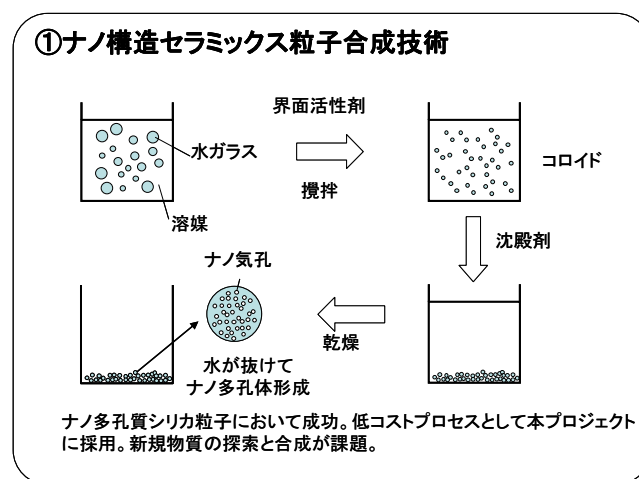 ①ナノ構造セラミックス粒子合成技術
界面活性剤
水ガラス
攪拌
コロイド
溶媒
沈殿剤
ナノ気孔
乾燥
水が抜けて
ナノ多孔体形成
ナノ多孔質シリカ粒子において成功。低コストプロセスとして本プロジェクト
に採用。新規物質の探索と合成が課題。